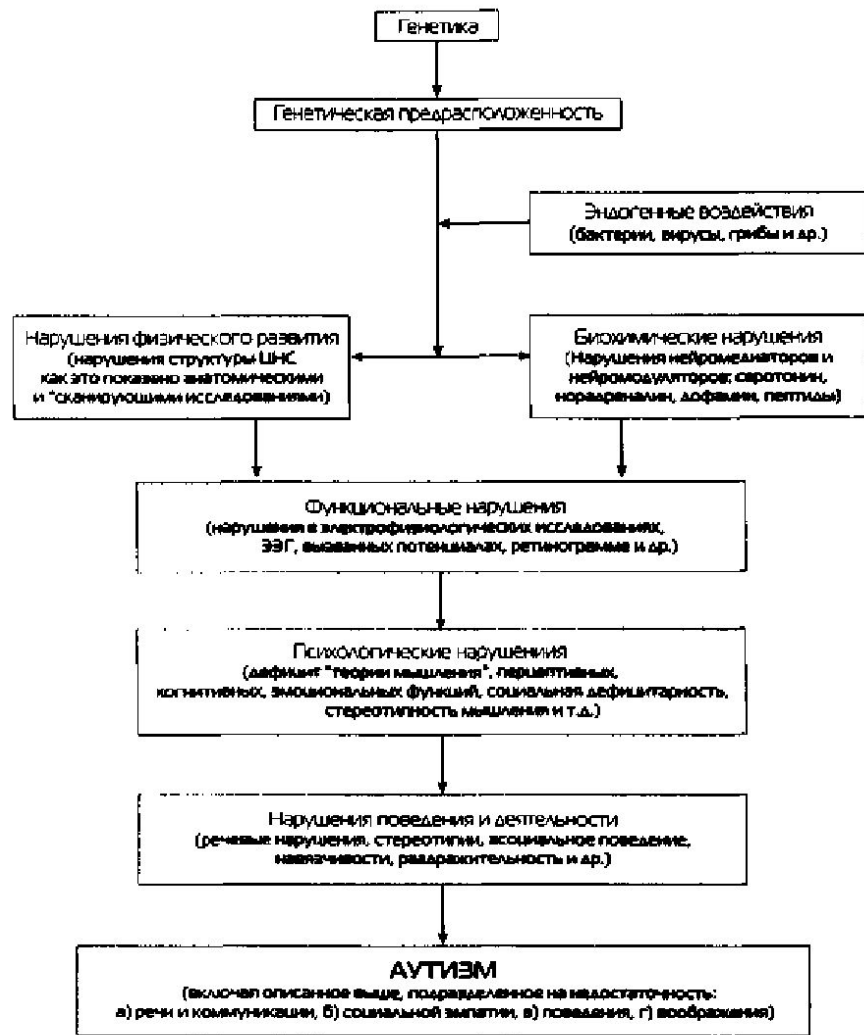 Генетика
Генетическая предрасположенность
Эндогенные воздействия
(бактерии, вирусы, грибы и др.)
Нарушения физического развития
(нарушения структуры ЦНС
как это показано анатомическими
и "сканирующими исследованиями)
Биохимические нарушения
(Нарушения нейромедиаторов и
нейромодуляторов: серотонин,
норадреналин, дофамин, пептиды)
Функциональные нарушения
(нарушения в электрофизиологических исследованиях,
ЭЭГ, вызванных потенциалах, ретинограмме и др.)
Психологические нарушениия
(дефицит "теории мышления", перцептивных,
когнитивных, эмоциональных функций, социальная дефицитарность,
стереотипность мышления и т.д.)
Нарушения поведения и деятельности
(речевые нарушения, стереотипии, асоциальное поведение,
навязчивости, раздражительность и др.)
АУТИЗМ
(включая описанное выше, подразделенное на недостаточность:
а) речи и коммуникации, б) социальной эмпатии, в) поведения, г) воображения)